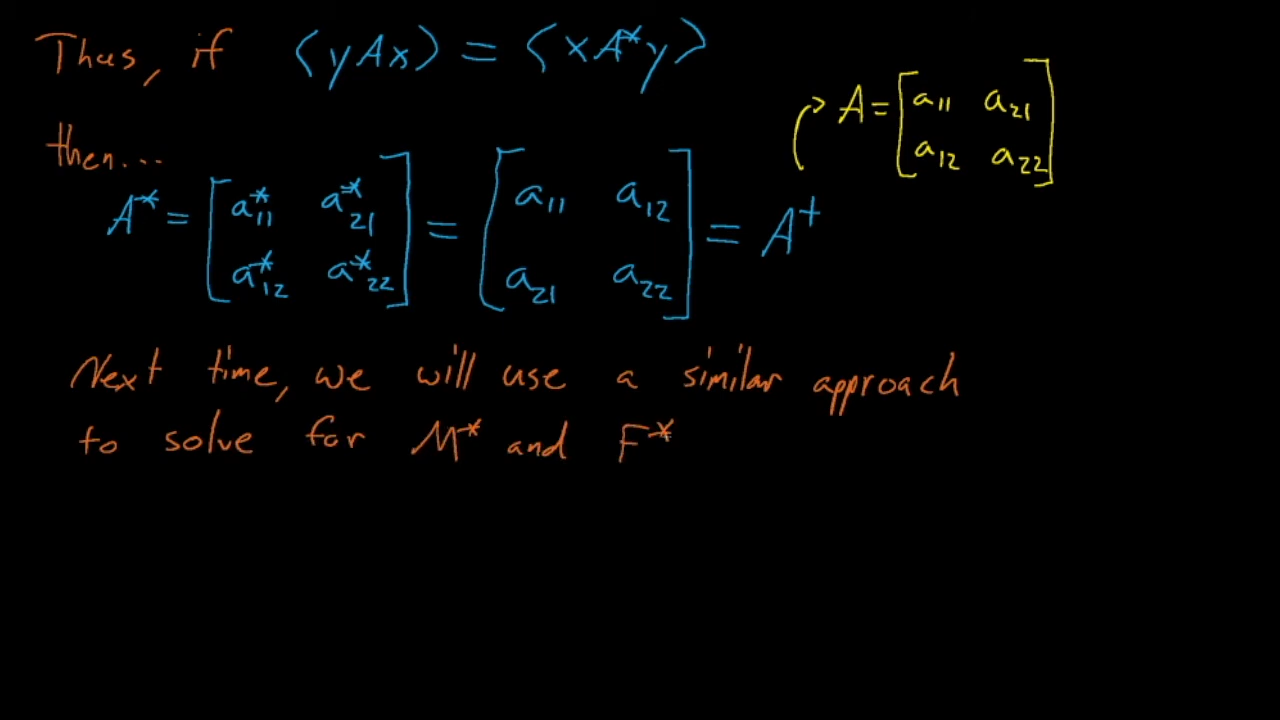 Thus, if ⟨yAx⟩ = ⟨xA*y⟩
A = [a11 a21
a12 a22]
then...
A* = [a*11 a*21 = [a11 a12 = A†
a*12 a*22] a21 a22]
Next time, we will use a similar approach
to solve for M* and F*